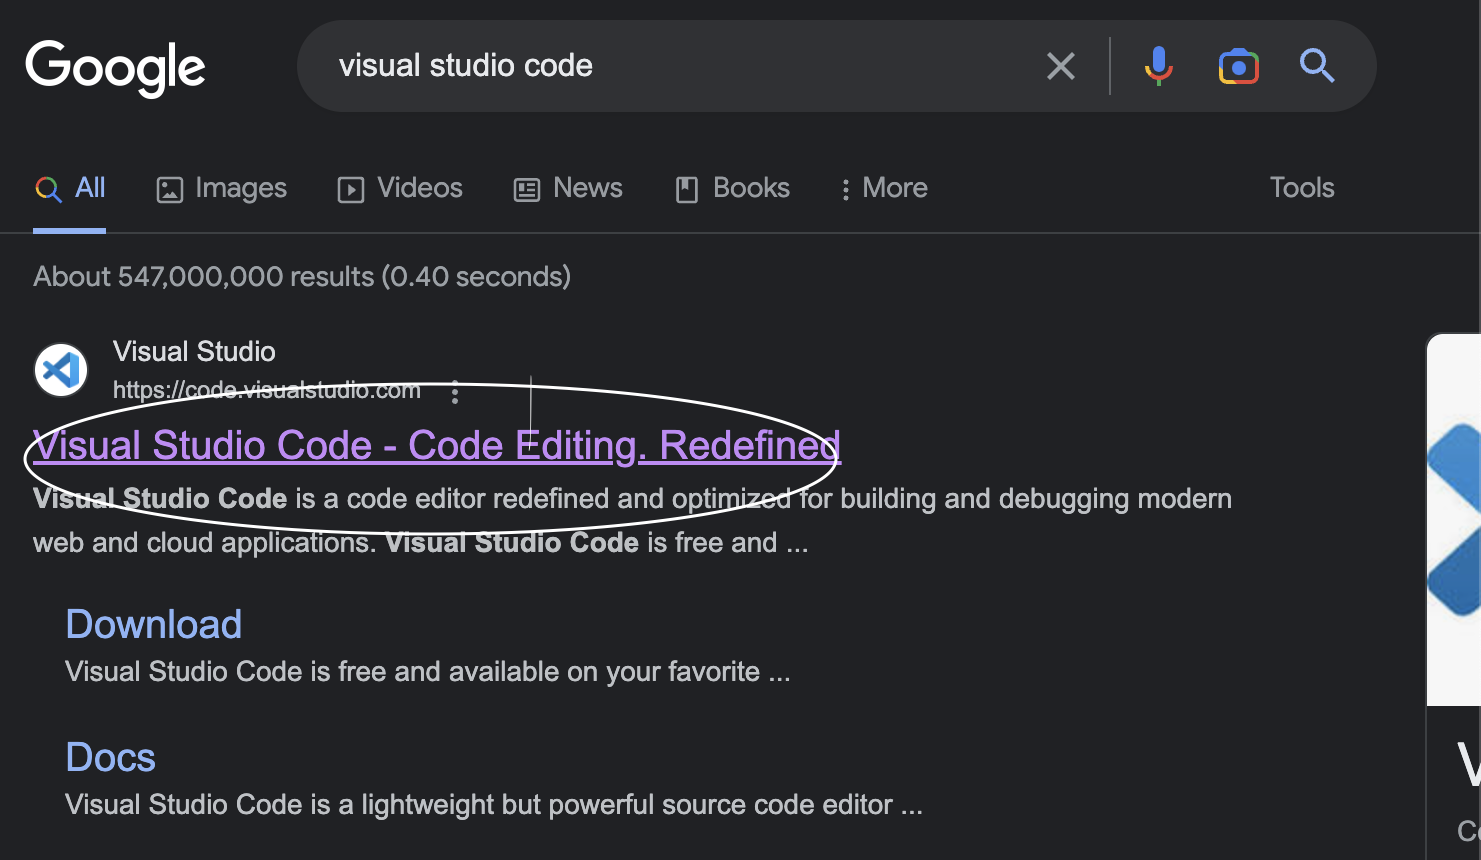 Google
visual studio code
All Images Videos News Books More Tools
About 547,000,000 results (0.40 seconds)
Visual Studio
https://code.visualstudio.com
Visual Studio Code - Code Editing. Redefined
Visual Studio Code is a code editor redefined and optimized for building and debugging modern
web and cloud applications. Visual Studio Code is free and ...
Download
Visual Studio Code is free and available on your favorite ...
Docs
Visual Studio Code is a lightweight but powerful source code editor ...